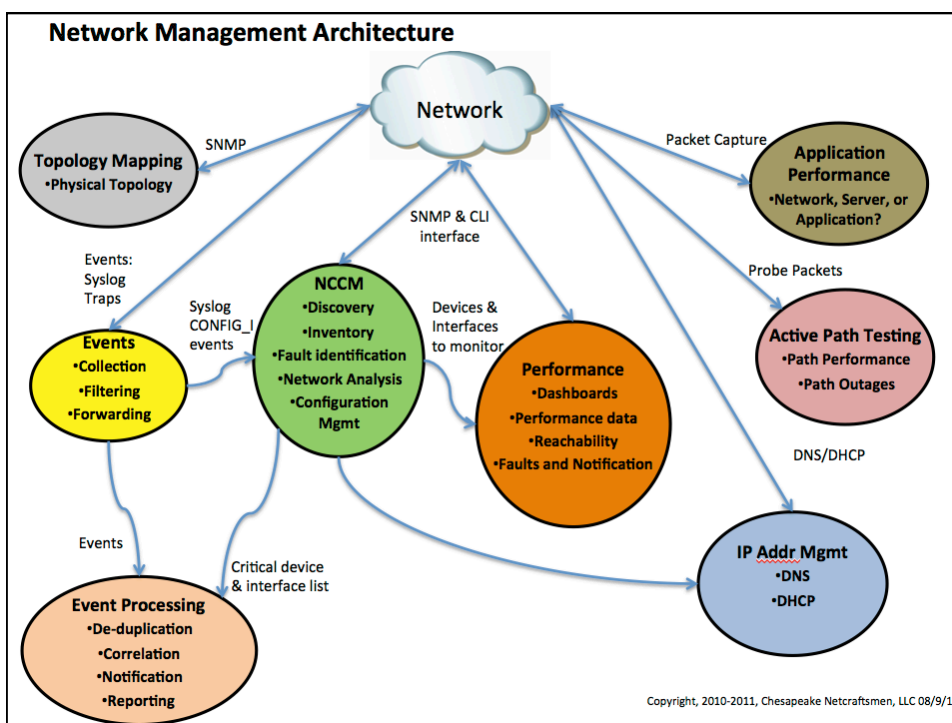 Network Management Architecture
Network
SNMP
Topology Mapping
•Physical Topology
Packet Capture
Application
Performance
•Network, Server, or
Application?
SNMP & CLI
interface
Events:
Syslog
Traps
Syslog
CONFIG_I
events
NCCM
•Discovery
•Inventory
•Fault identification
•Network Analysis
•Configuration
Mgmt
Devices &
Interfaces
to monitor
Probe Packets
Active Path Testing
•Path Performance
•Path Outages
Events
•Collection
•Filtering
•Forwarding
Performance
•Dashboards
•Performance data
•Reachability
•Faults and Notification
DNS/DHCP
Events
Critical device
& interface list
IP Addr Mgmt
•DNS
•DHCP
Event Processing
•De-duplication
•Correlation
•Notification
•Reporting
Copyright, 2010-2011, Chesapeake Netcraftsmen, LLC 08/9/1